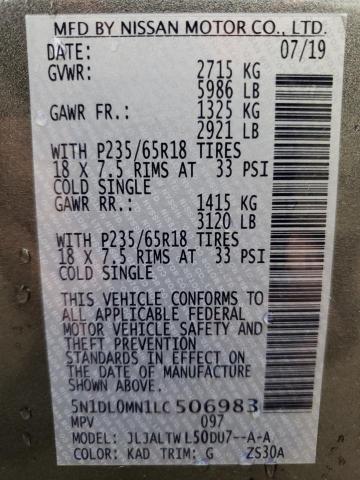 MFD BY NISSAN MOTOR CO., LTD.
DATE: 07/19
GVWR: 2715 KG
5986 LB
GAWR FR.: 1325 KG
2921 LB
WITH P235/65R18 TIRES
18 X 7.5 RIMS AT 33 PSI
COLD SINGLE
GAWR RR.: 1415 KG
3120 LB
WITH P235/65R18 TIRES
18 X 7.5 RIMS AT 33 PSI
COLD SINGLE
THIS VEHICLE CONFORMS TO
ALL APPLICABLE FEDERAL
MOTOR VEHICLE SAFETY AND
THEFT PREVENTION
STANDARDS IN EFFECT ON
THE DATE OF MANUFACTURE
SHOWN ABOVE.
5N1DL0MN1LC506983
MPV 097
MODEL: JLJALTWL50DU7--A-A
COLOR: KAD TRIM: G ZS30A